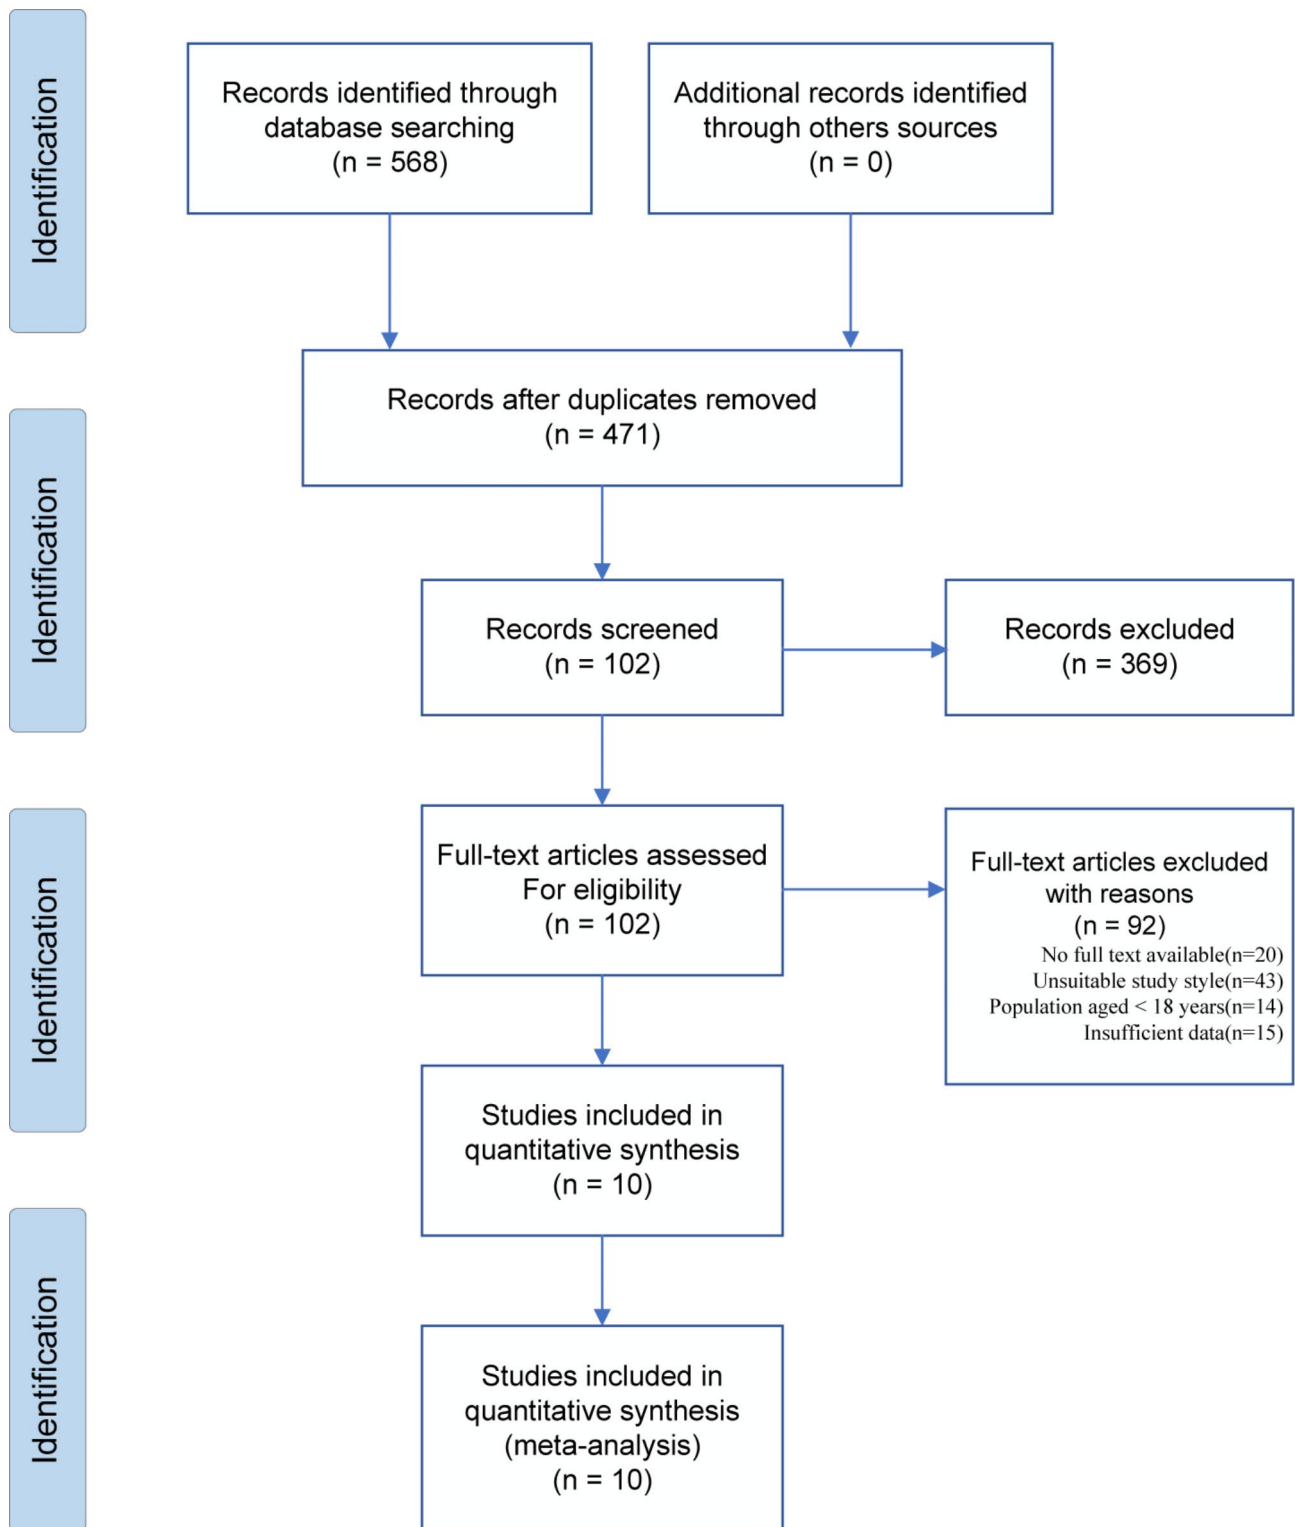 Identification
Records identified through
database searching
(n = 568)
Additional records identified
through others sources
(n = 0)
Records after duplicates removed
(n = 471)
Identification
Records screened
(n = 102)
Records excluded
(n = 369)
Identification
Full-text articles assessed
For eligibility
(n = 102)
Full-text articles excluded
with reasons
(n = 92)
No full text available(n=20)
Unsuitable study style(n=43)
Population aged < 18 years(n=14)
Insufficient data(n=15)
Studies included in
quantitative synthesis
(n = 10)
Identification
Studies included in
quantitative synthesis
(meta-analysis)
(n = 10)